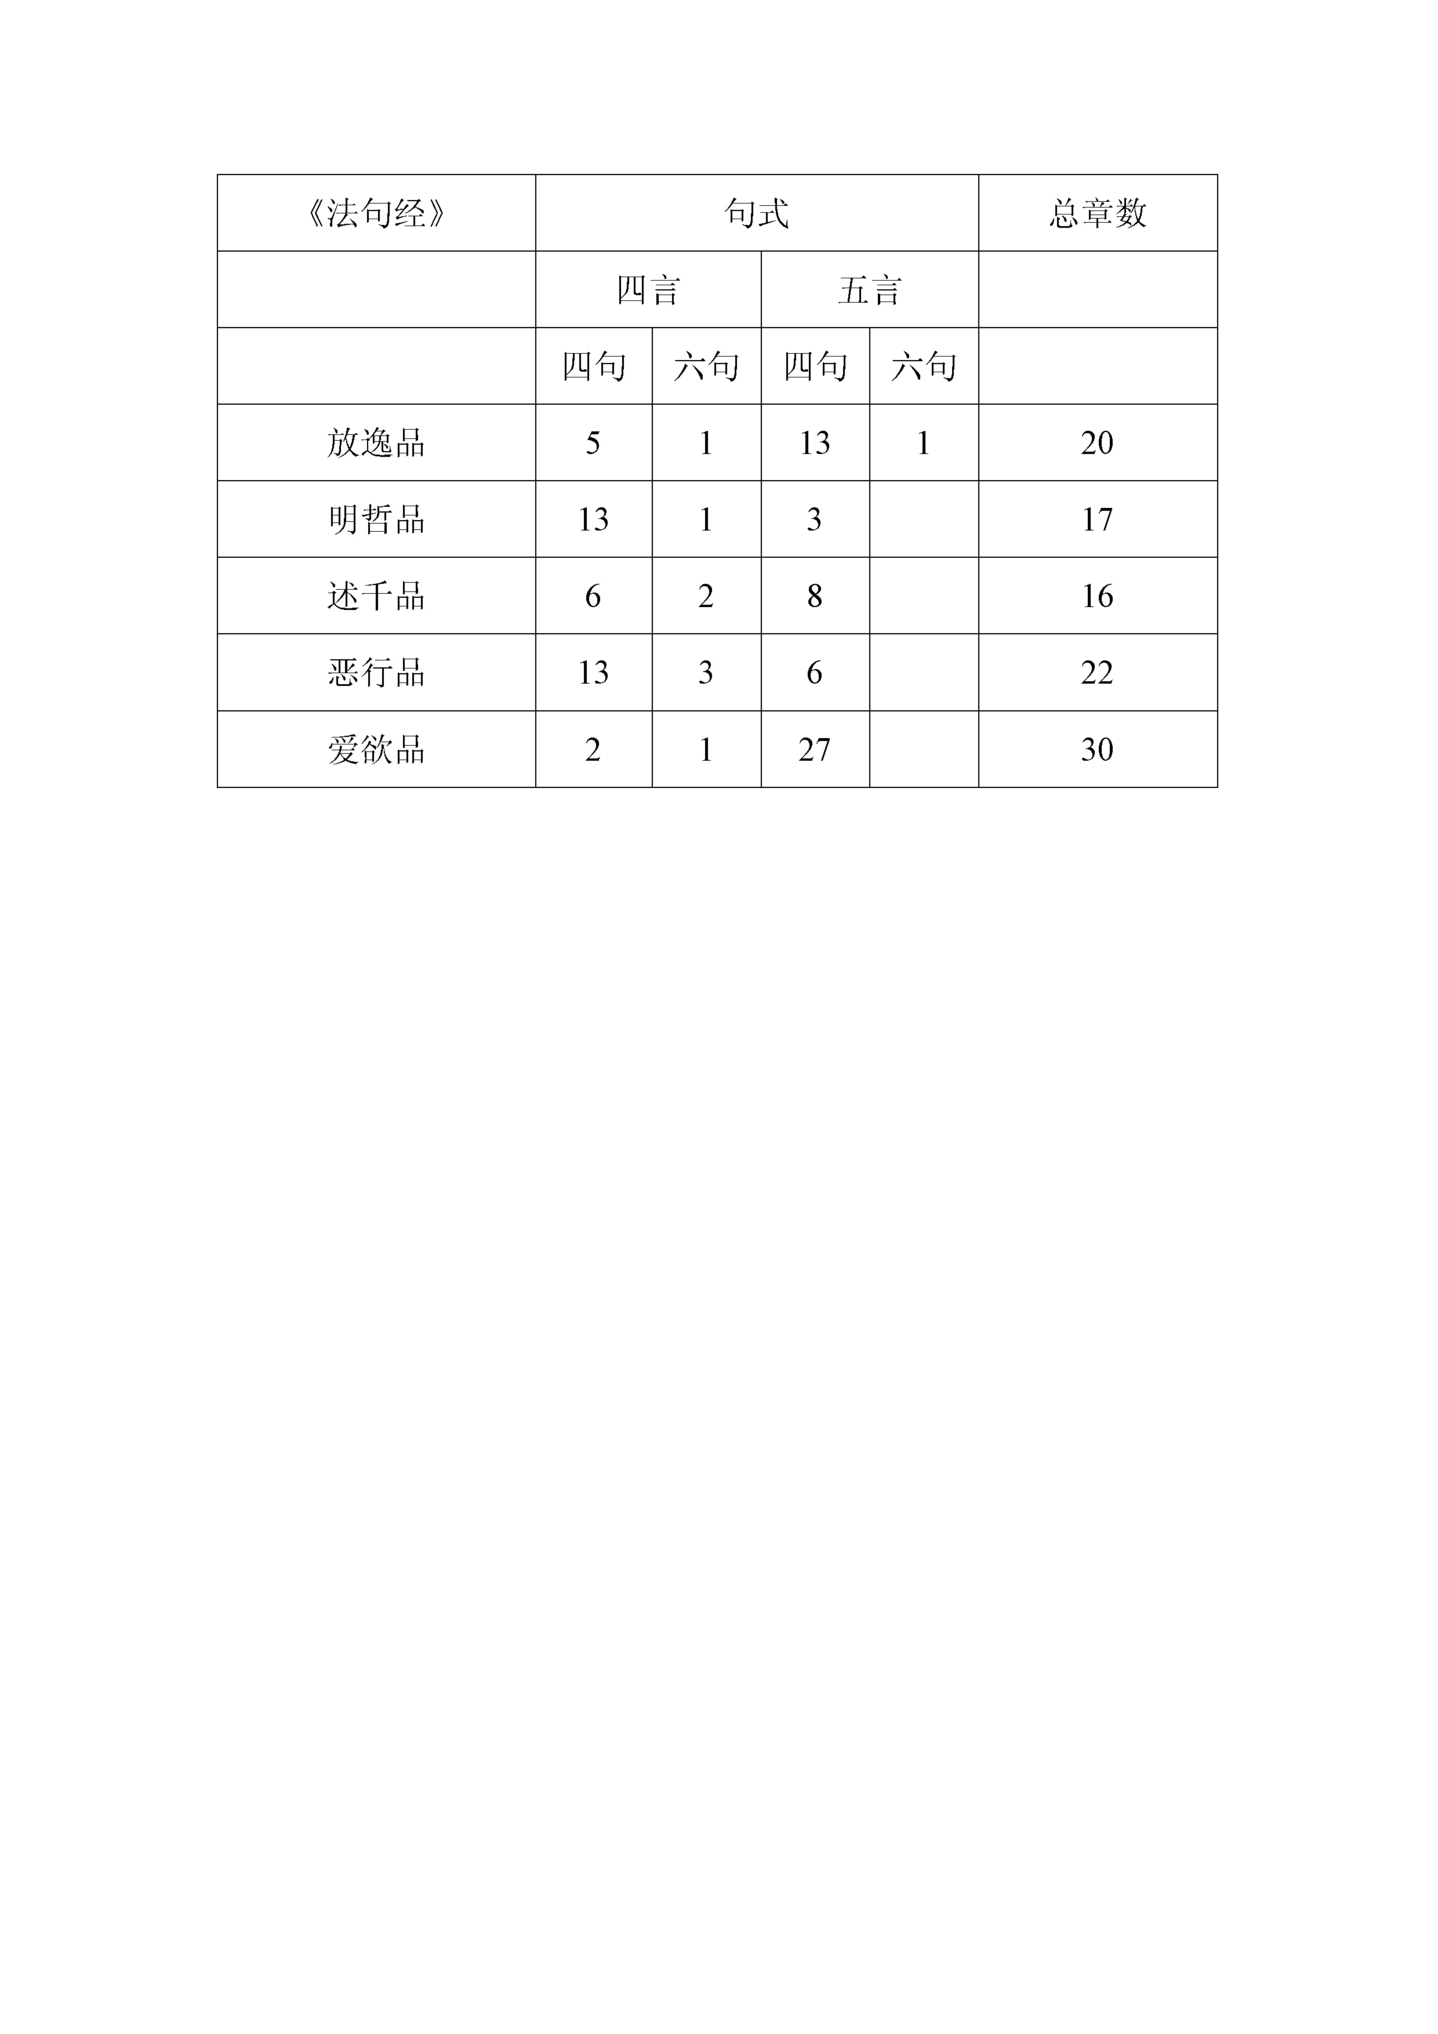 《法句经》 句式 总章数
四言 五言
四句 六句 四句 六句
放逸品 5 1 13 1 20
明哲品 13 1 3 17
述千品 6 2 8 16
恶行品 13 3 6 22
爱欲品 2 1 27 30